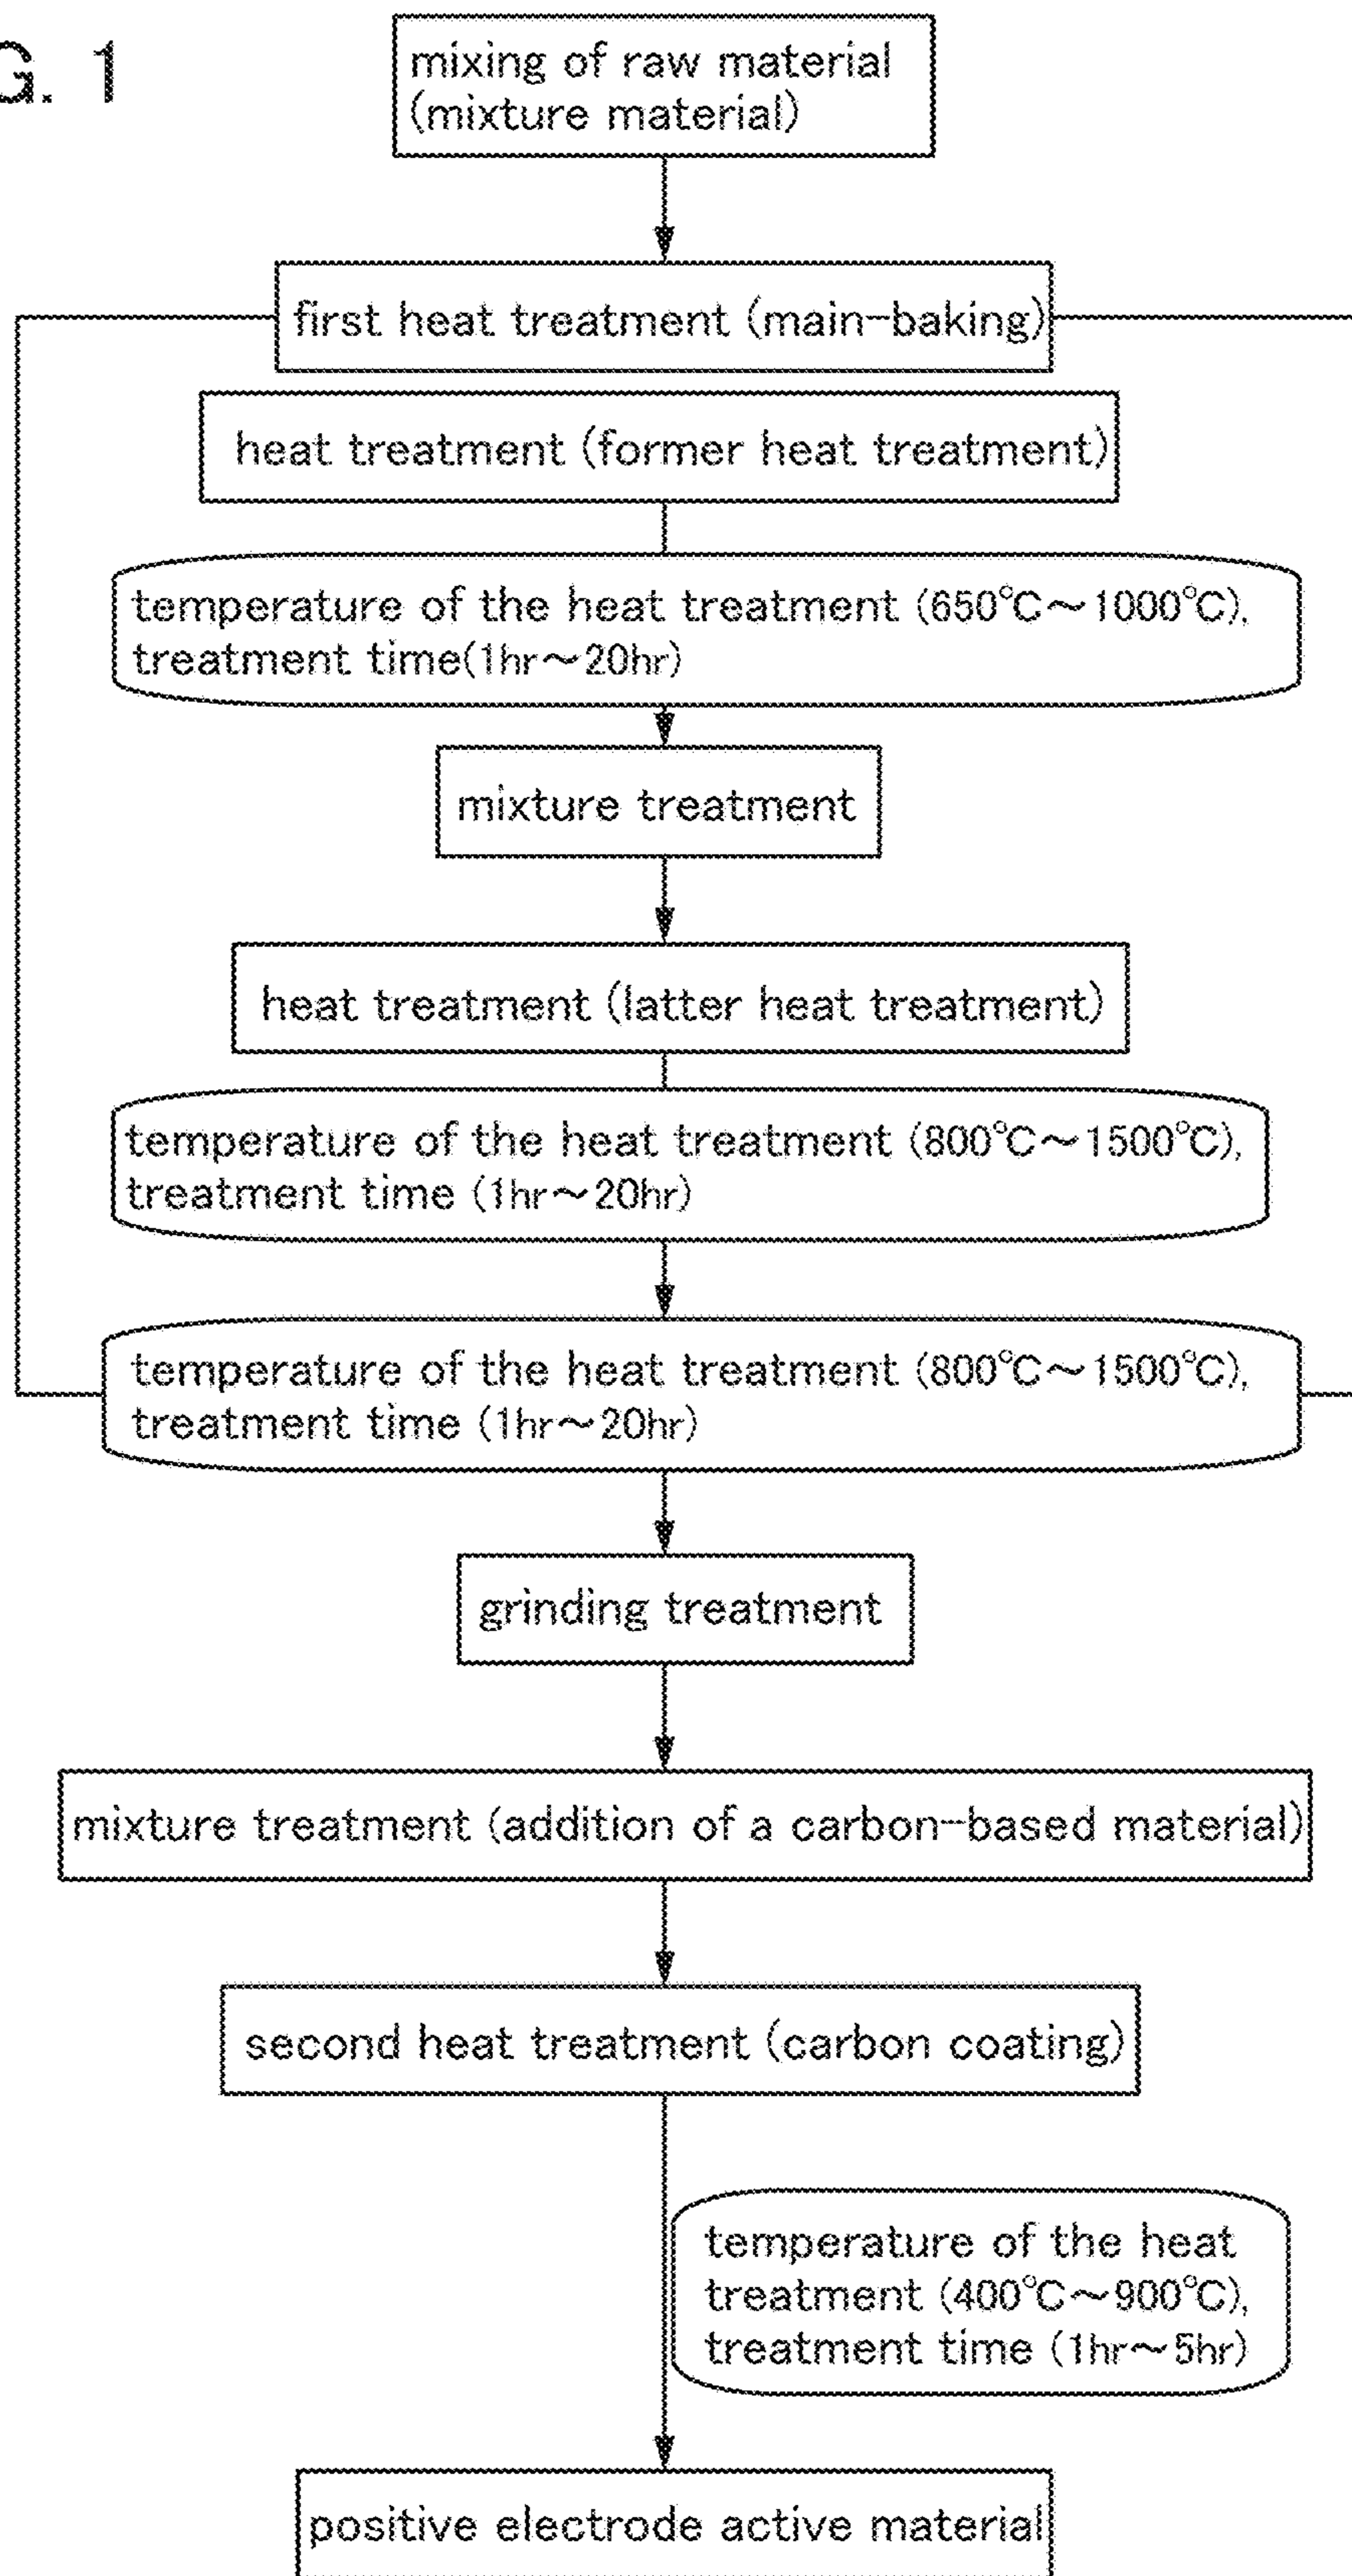 G. 1
mixing of raw material
(mixture material)
first heat treatment (main-baking)
heat treatment (former heat treatment)
temperature of the heat treatment (650℃～1000℃),
treatment time(1hr～20hr)
mixture treatment
heat treatment (latter heat treatment)
temperature of the heat treatment (800℃～1500℃),
treatment time (1hr～20hr)
temperature of the heat treatment (800℃～1500℃),
treatment time (1hr～20hr)
grinding treatment
mixture treatment (addition of a carbon-based material)
second heat treatment (carbon coating)
temperature of the heat
treatment (400℃～900℃),
treatment time (1hr～5hr)
positive electrode active material